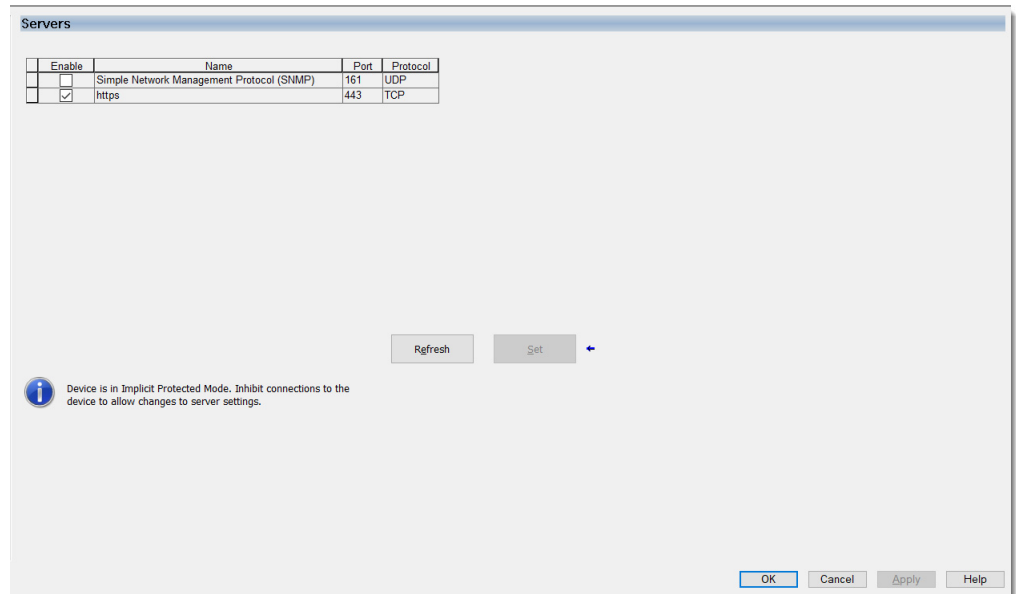 Servers
Enable Name Port Protocol
Simple Network Management Protocol (SNMP) 161 UDP
https 443 TCP
Refresh Set
Device is in Implicit Protected Mode. Inhibit connections to the
device to allow changes to server settings.
OK Cancel Apply Help